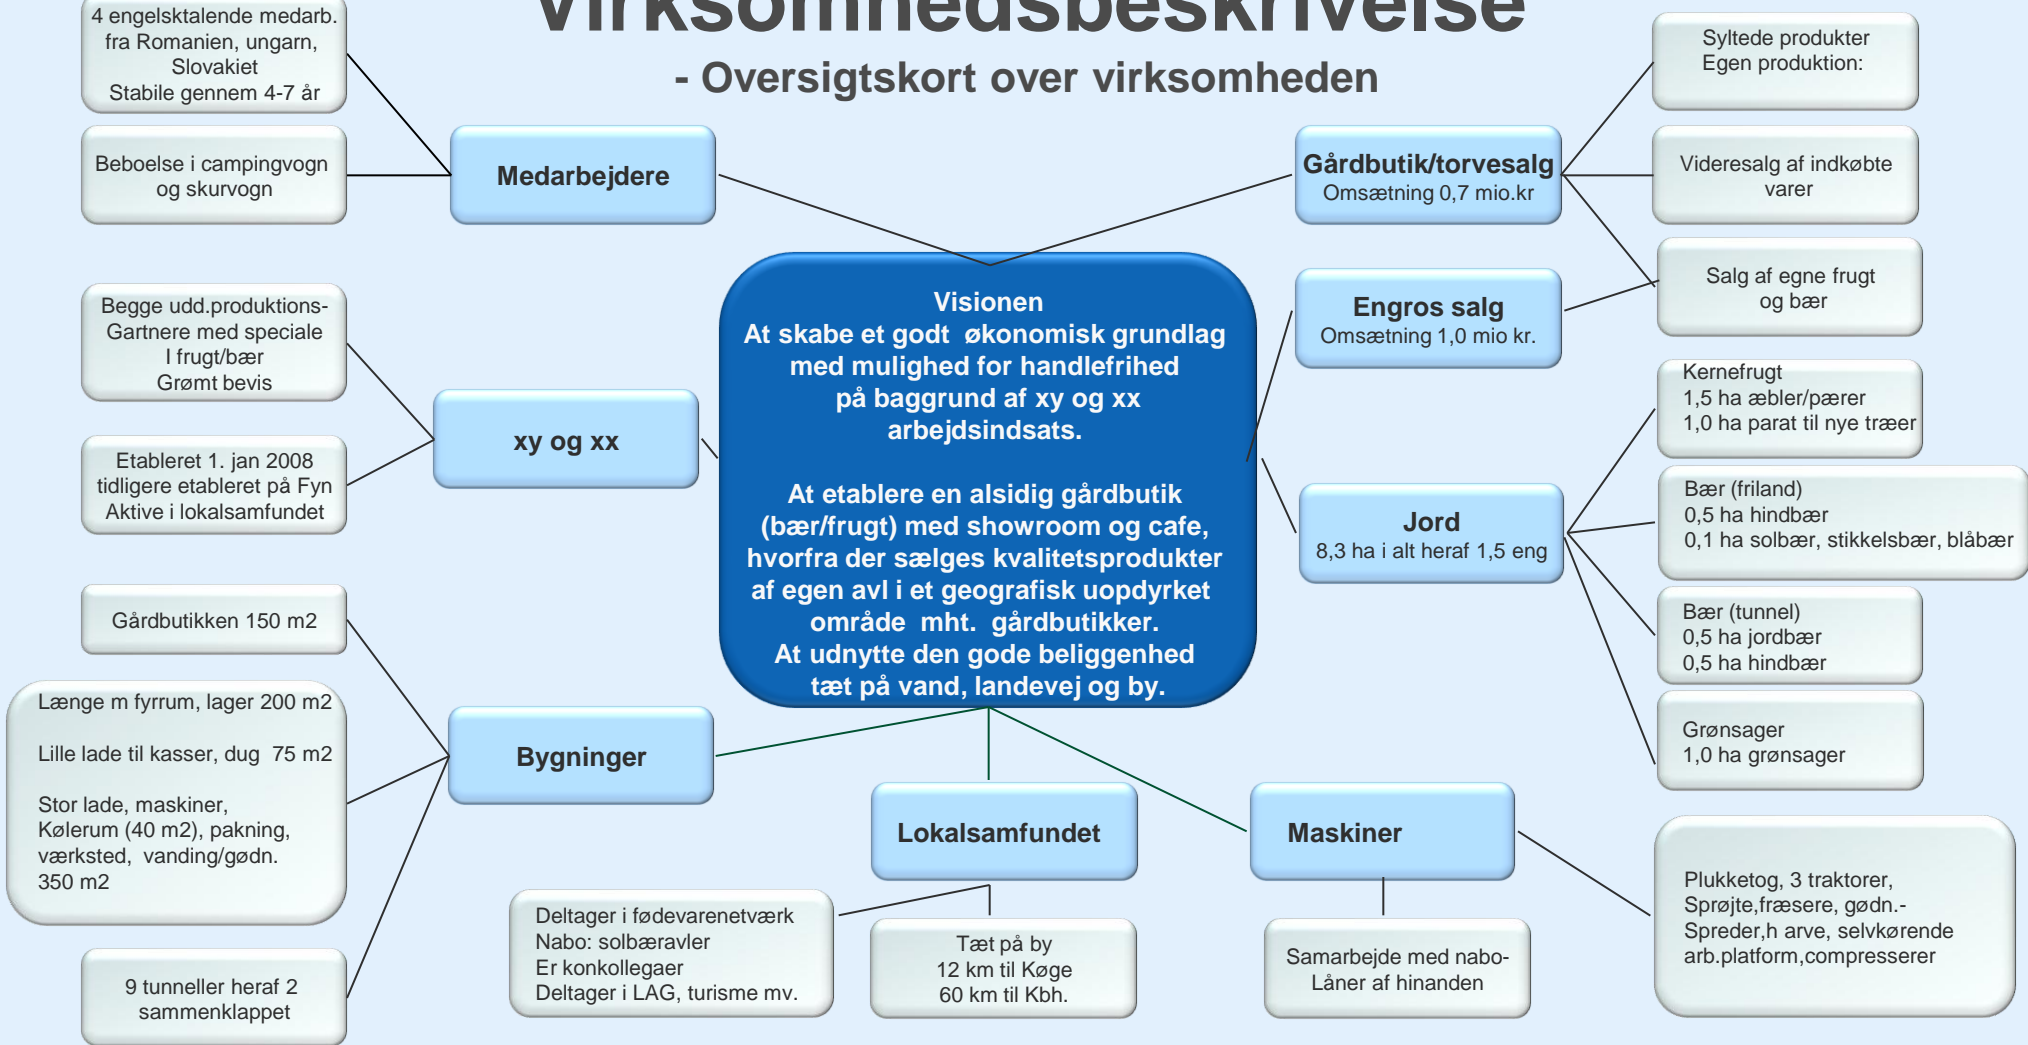 Virksomhedsbeskrivelse
- Oversigtskort over virksomheden
4 engelsktalende medarb.
fra Romanien, ungarn,
Slovakiet
Stabile gennem 4-7 år
Beboelse i campingvogn
og skurvogn
Medarbejdere
Begge udd.produktions-
Gartnere med speciale
I frugt/bær
Grømt bevis
Etableret 1. jan 2008
tidligere etableret på Fyn
Aktive i lokalsamfundet
xy og xx
Gårdbutikken 150 m2
Længe m fyrrum, lager 200 m2
Lille lade til kasser, dug  75 m2
Stor lade, maskiner,
Kølerum (40 m2), pakning,
værksted,  vanding/gødn.
350 m2
9 tunneller heraf 2
sammenklappet
Bygninger
Visionen
At skabe et godt  økonomisk grundlag
med mulighed for handlefrihed
på baggrund af xy og xx
arbejdsindsats.
At etablere en alsidig gårdbutik
(bær/frugt) med showroom og cafe,
hvorfra der sælges kvalitetsprodukter
af egen avl i et geografisk uopdyrket
område  mht.  gårdbutikker.
At udnytte den gode beliggenhed
tæt på vand, landevej og by.
Gårdbutik/torvesalg
Omsætning 0,7 mio.kr
Syltede produkter
Egen produktion:
Videresalg af indkøbte
varer
Salg af egne frugt
og bær
Engros salg
Omsætning 1,0 mio kr.
Jord
8,3 ha i alt heraf 1,5 eng
Kernefrugt
1,5 ha æbler/pærer
1,0 ha parat til nye træer
Bær (friland)
0,5 ha hindbær
0,1 ha solbær, stikkelsbær, blåbær
Bær (tunnel)
0,5 ha jordbær
0,5 ha hindbær
Grønsager
1,0 ha grønsager
Lokalsamfundet
Deltager i fødevarenetværk
Nabo: solbæravler
Er konkollegaer
Deltager i LAG, turisme mv.
Tæt på by
12 km til Køge
60 km til Kbh.
Maskiner
Samarbejde med nabo-
Låner af hinanden
Plukketog, 3 traktorer,
Sprøjte,fræsere, gødn.-
Spreder,h arve, selvkørende
arb.platform,compresserer